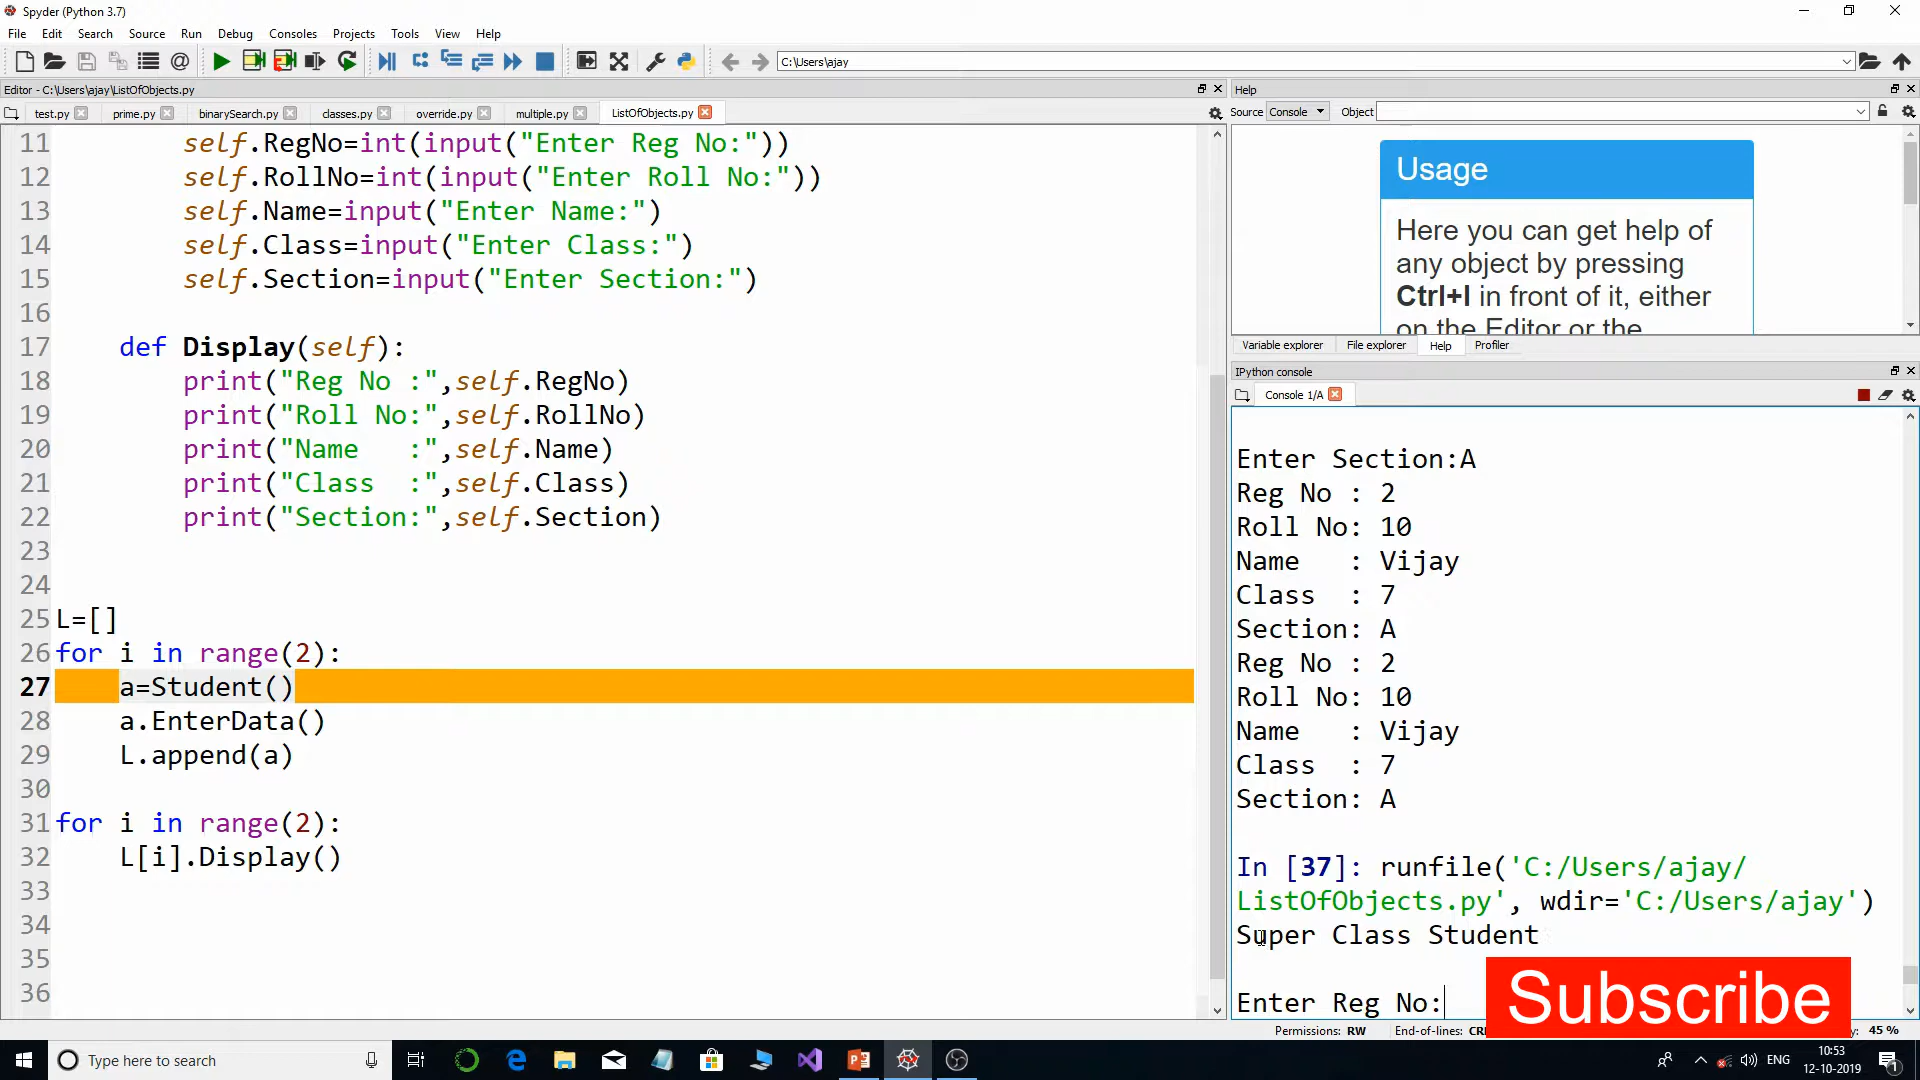 Spyder (Python 3.7)
File Edit Search Source Run Debug Consoles Projects Tools View Help
C:\Users\ajay
Editor - C:\Users\ajay\ListOfObjects.py
test.py prime.py binarySearch.py classes.py override.py multiple.py ListOfObjects.py
11 self.RegNo=int(input("Enter Reg No:"))
12 self.RollNo=int(input("Enter Roll No:"))
13 self.Name=input("Enter Name:")
14 self.Class=input("Enter Class:")
15 self.Section=input("Enter Section:")
16
17 def Display(self):
18 print("Reg No :",self.RegNo)
19 print("Roll No:",self.RollNo)
20 print("Name   :",self.Name)
21 print("Class  :",self.Class)
22 print("Section:",self.Section)
23
24
25 L=[]
26 for i in range(2):
27 a=Student()
28 a.EnterData()
29 L.append(a)
30
31 for i in range(2):
32 L[i].Display()
33
34
35
36
Help
Source Console Object
Usage
Here you can get help of
any object by pressing
Ctrl+I in front of it, either
on the Editor or the
Variable explorer File explorer Help Profiler
IPython console
Console 1/A
Enter Section:A
Reg No : 2
Roll No: 10
Name   : Vijay
Class  : 7
Section: A
Reg No : 2
Roll No: 10
Name   : Vijay
Class  : 7
Section: A
In [37]: runfile('C:/Users/ajay/
ListOfObjects.py', wdir='C:/Users/ajay')
Super Class Student
Enter Reg No:
Subscribe
Permissions: RW End-of-lines: 45 %
Type here to search
ENG
10:53
12-10-2019
1